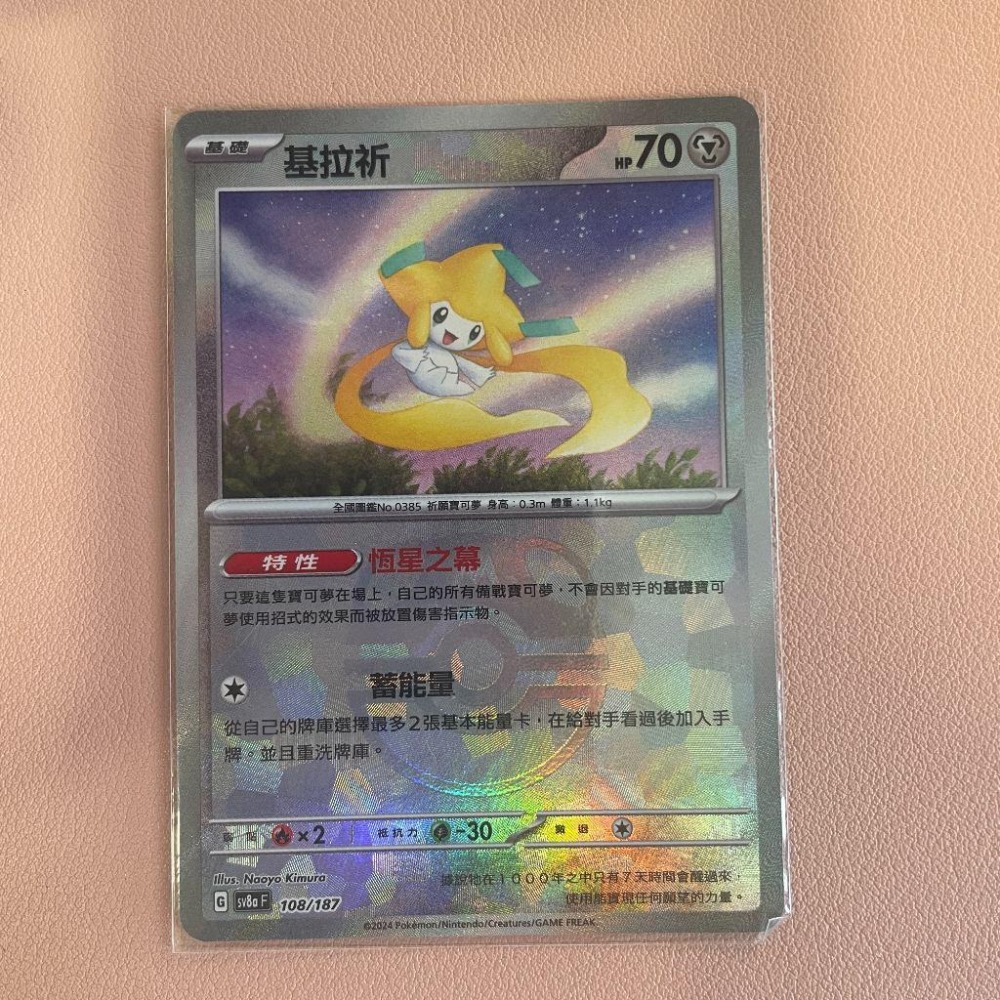 基礎 基拉祈 HP 70
全國圖鑑No.0385 祈願寶可夢 身高：0.3m 體重：1.1kg
特性 恆星之幕
只要這隻寶可夢在場上，自己的所有備戰寶可夢，不會因對手的基礎寶可
夢使用招式的效果而被放置傷害指示物。
蓄能量
從自己的牌庫選擇最多2張基本能量卡，在給對手看過後加入手
牌。並且重洗牌庫。
弱點 ×2 抵抗力 -30 撤退
Illus. Naoyo Kimura
據說牠在１０００年之中只有７天時間會醒過來，
G sv8a F 108/187
使用能實現任何願望的力量。
©2024 Pokémon/Nintendo/Creatures/GAME FREAK